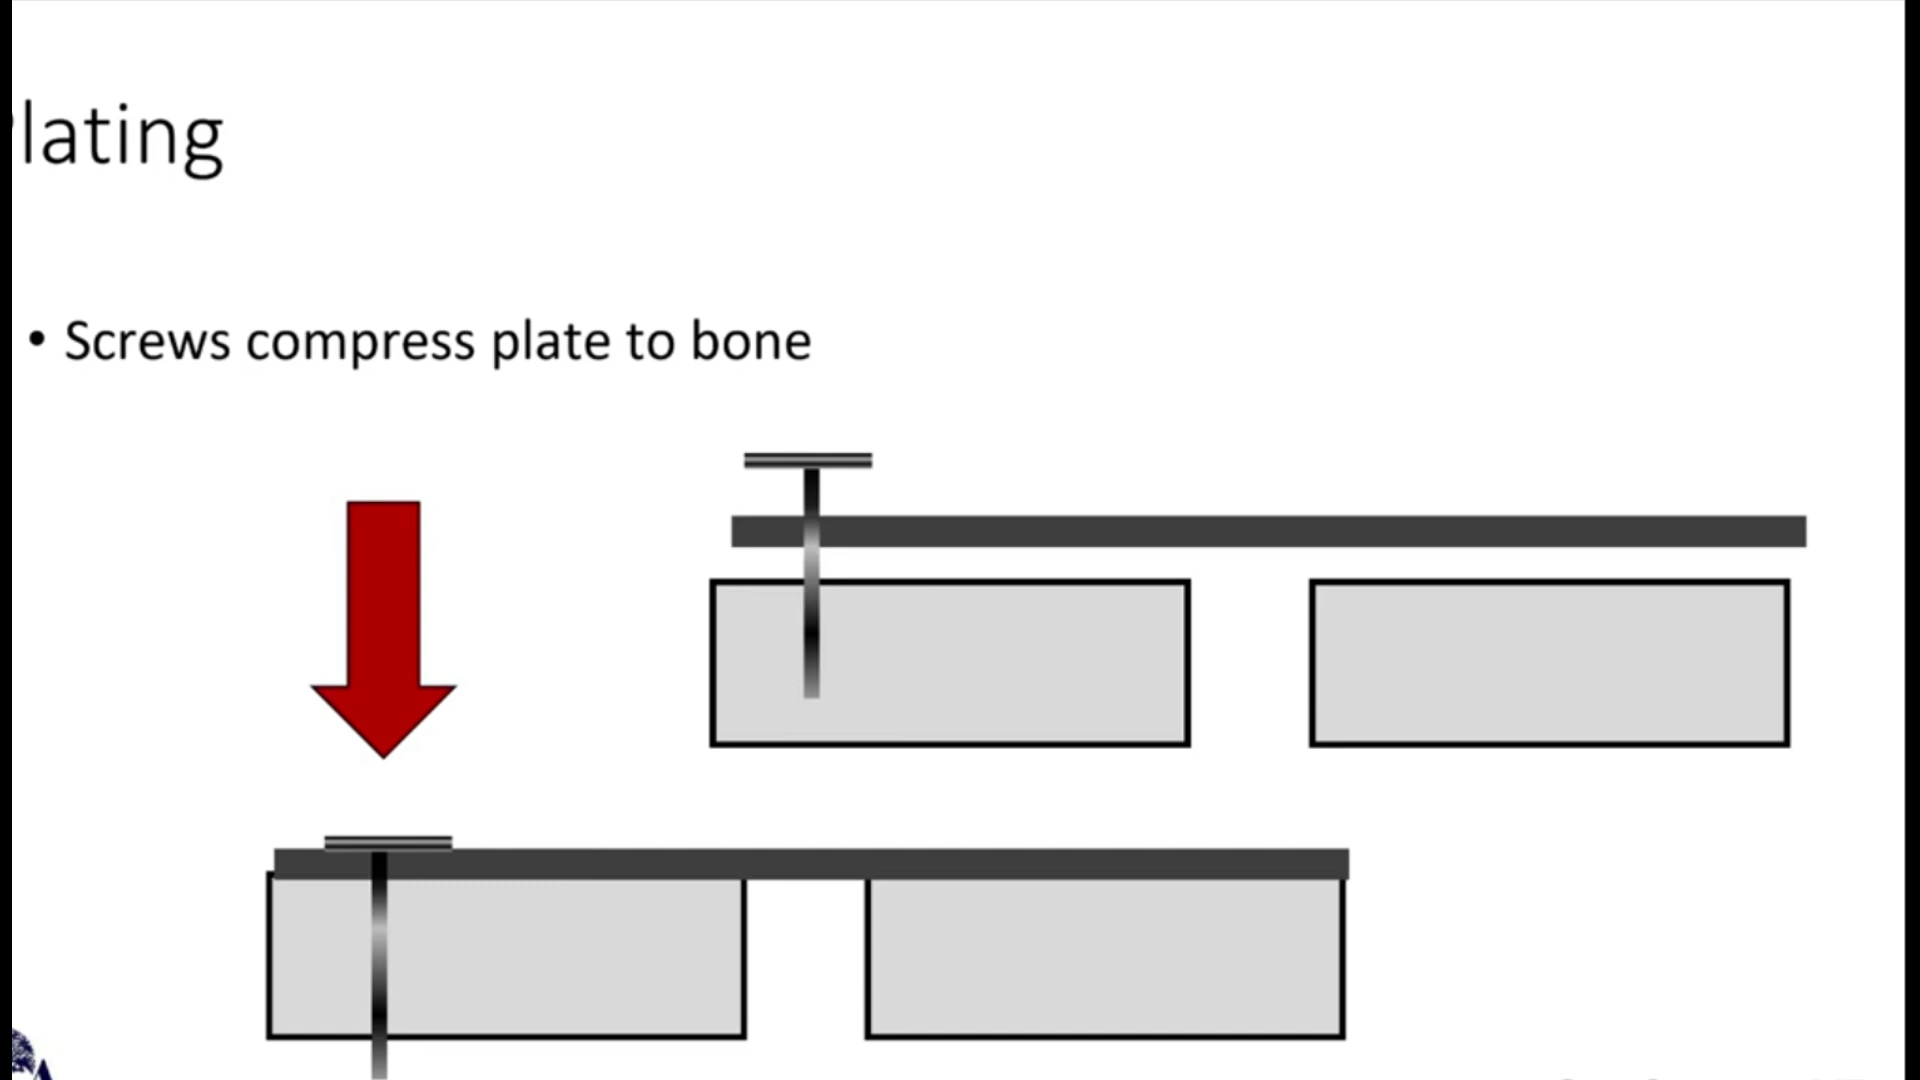 lating
• Screws compress plate to bone